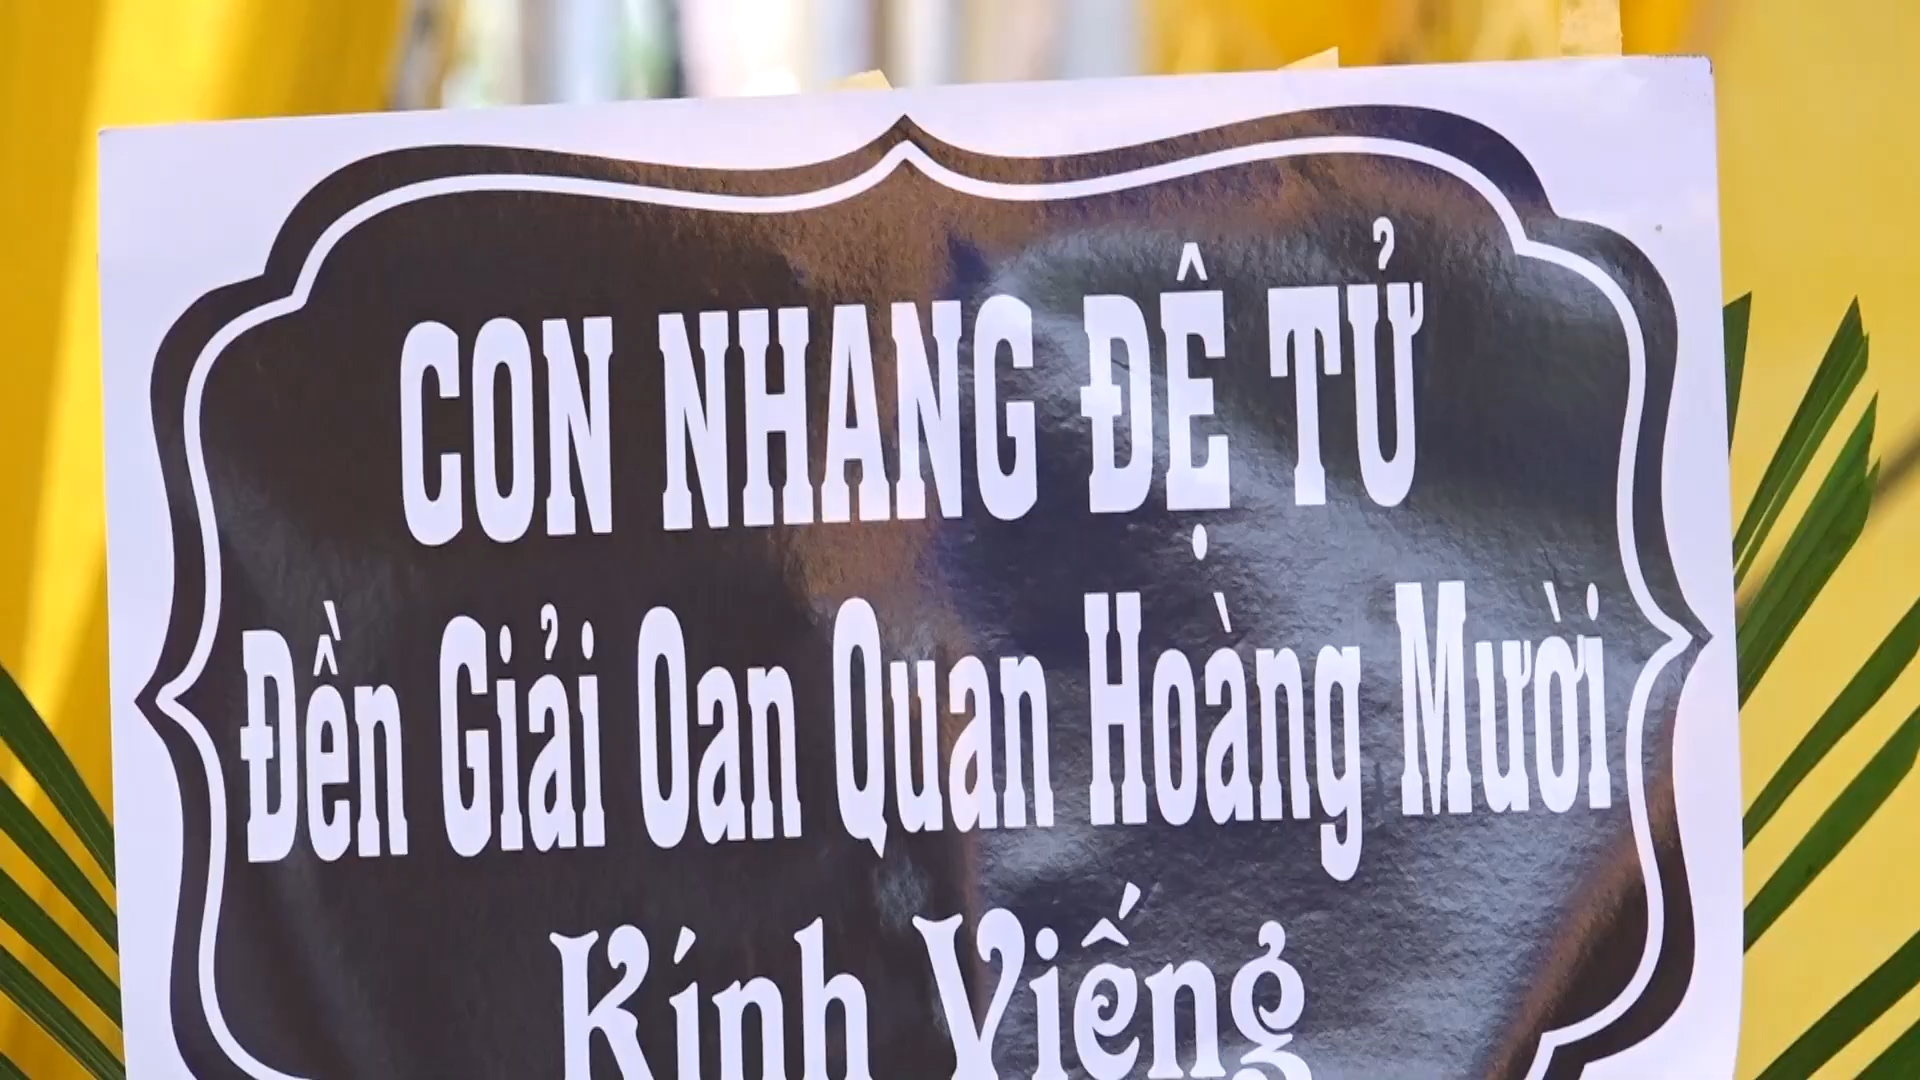 CON NHANG ĐỆ TỬ
Đền Giải Oan Quan Hoàng Mười
Kính Viếng